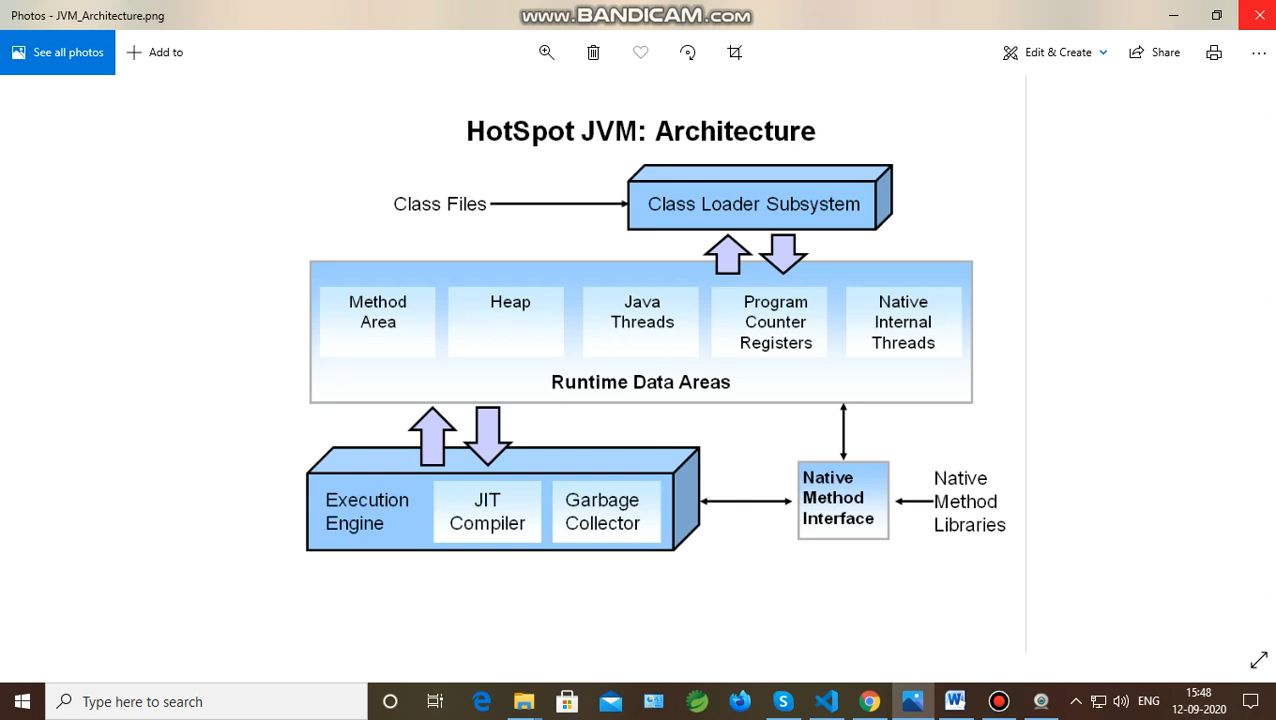 Photos - JVM_Architecture.png
www.BANDICAM.com
See all photos
Add to
Edit & Create
Share
HotSpot JVM: Architecture
Class Files
Class Loader Subsystem
Method
Area
Heap
Java
Threads
Program
Counter
Registers
Native
Internal
Threads
Runtime Data Areas
Execution
Engine
JIT
Compiler
Garbage
Collector
Native
Method
Interface
Native
Method
Libraries
Type here to search
ENG
15:48
12-09-2020